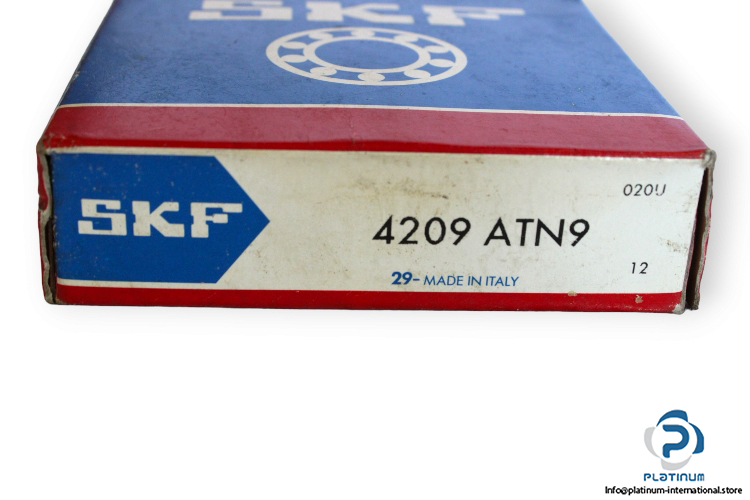 SKF
SKF
4209 ATN9
020U
12
29- MADE IN ITALY
PLATINUM
Info@platinum-international.store